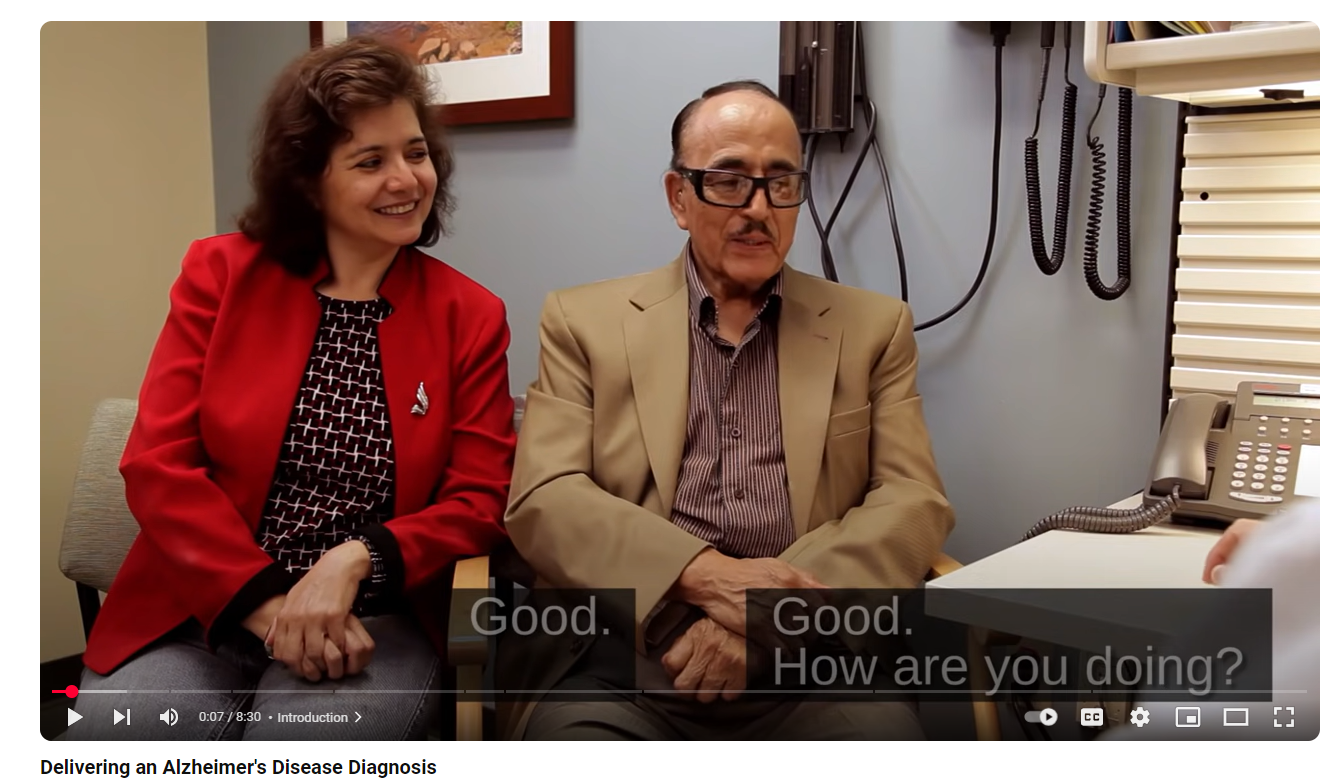 Good.
Good.
How are you doing?
0:07 / 8:30 • Introduction
CC
Delivering an Alzheimer's Disease Diagnosis